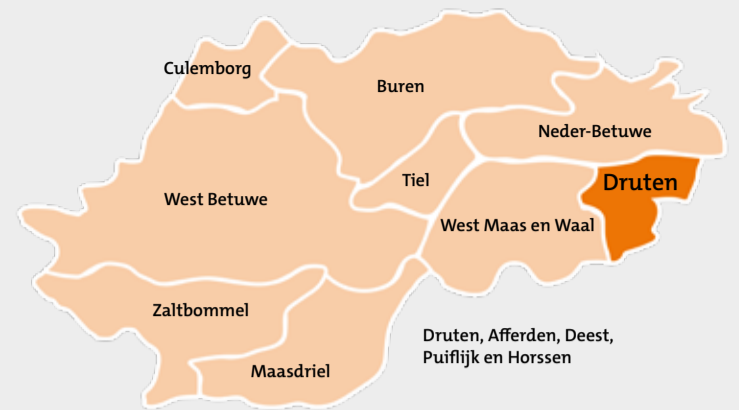 Culemborg
Buren
Neder-Betuwe
Tiel
Druten
West Betuwe
West Maas en Waal
Zaltbommel
Maasdriel
Druten, Afferden, Deest,
Puiflijk en Horssen